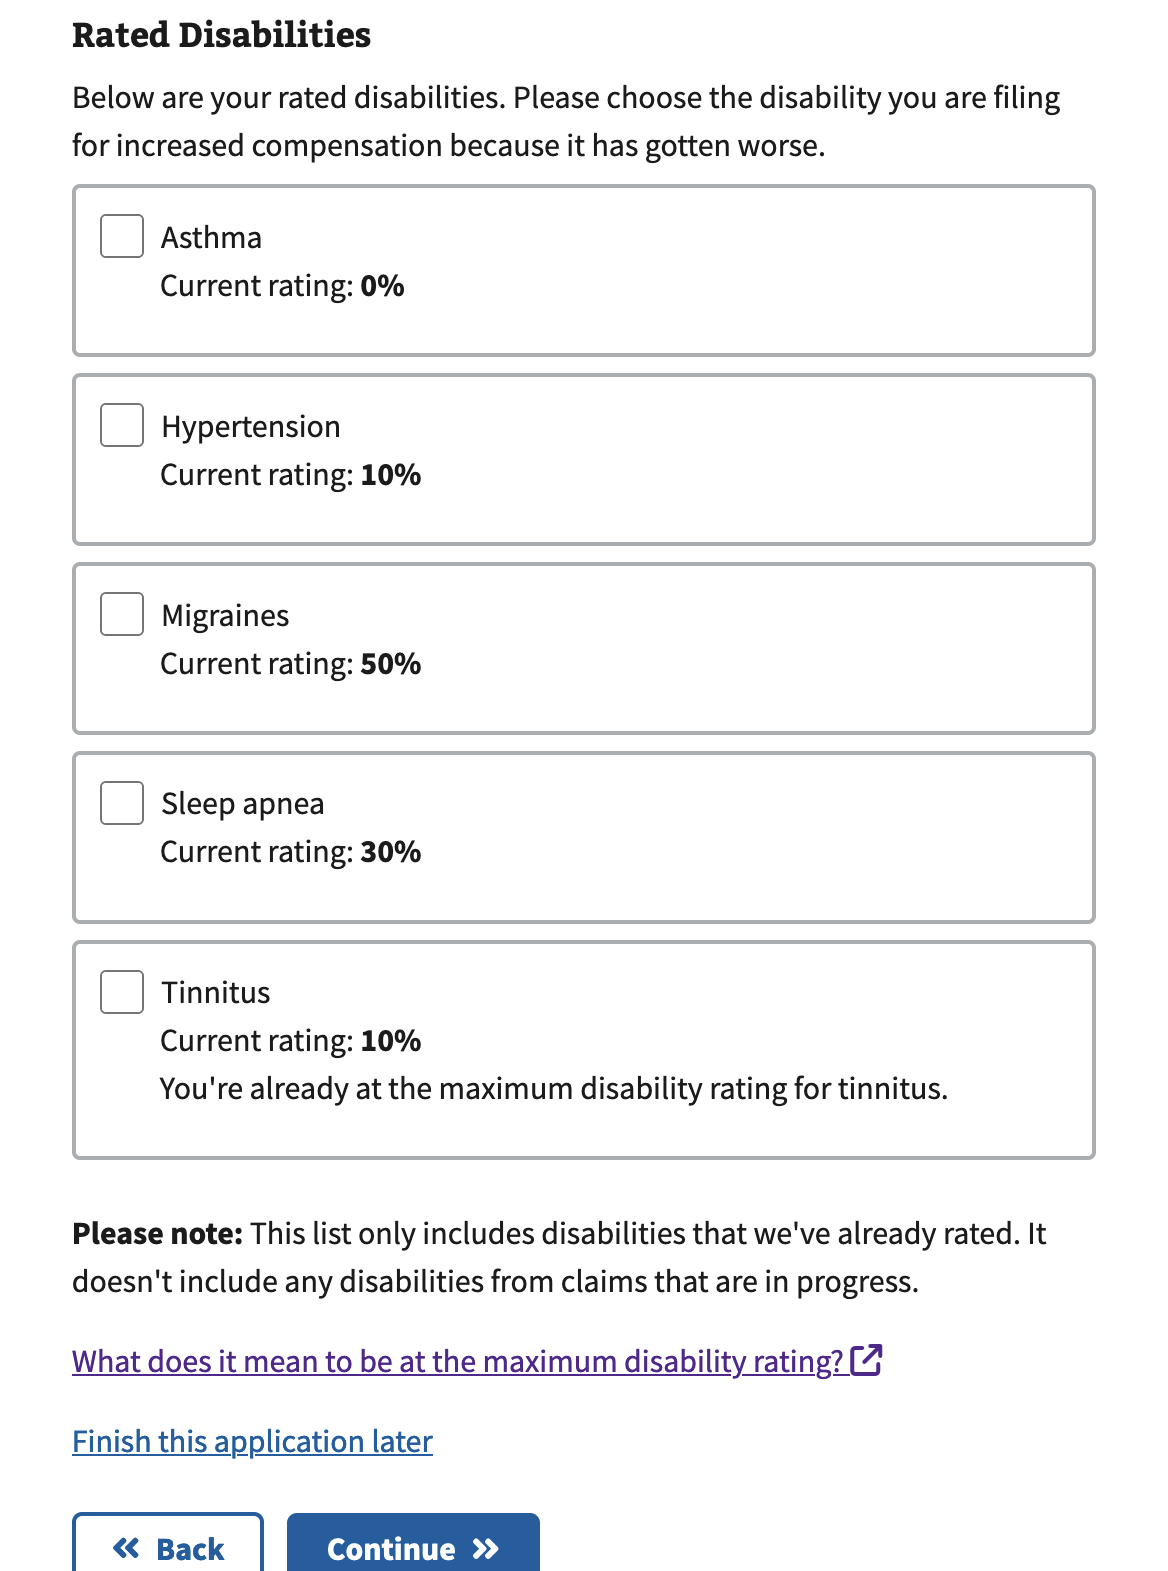 Rated Disabilities
Below are your rated disabilities. Please choose the disability you are filing
for increased compensation because it has gotten worse.
Asthma
Current rating: 0%
Hypertension
Current rating: 10%
Migraines
Current rating: 50%
Sleep apnea
Current rating: 30%
Tinnitus
Current rating: 10%
You're already at the maximum disability rating for tinnitus.
Please note: This list only includes disabilities that we've already rated. It
doesn't include any disabilities from claims that are in progress.
What does it mean to be at the maximum disability rating?
Finish this application later
« Back
Continue »